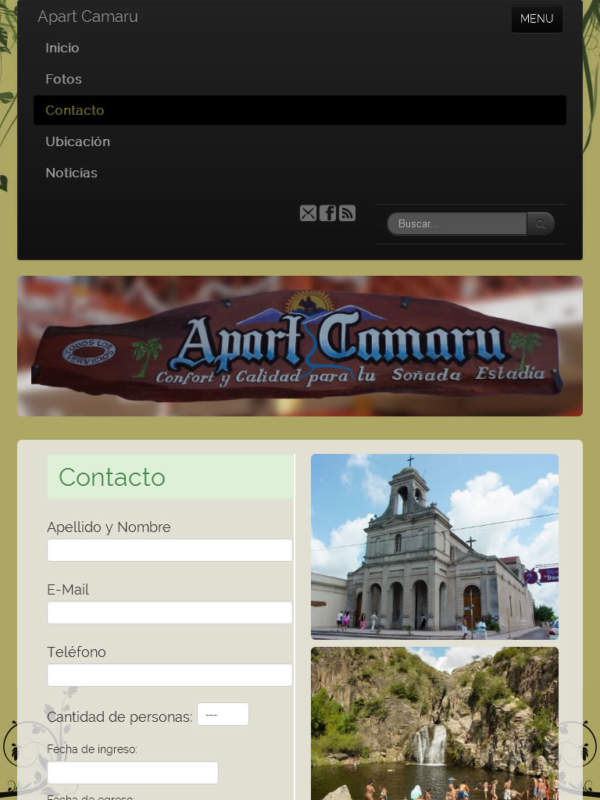 Apart Camaru
MENU
Inicio
Fotos
Contacto
Ubicación
Noticias
Buscar...
Apart Camaru
Confort y Calidad para tu Soñada Estadía
Contacto
Apellido y Nombre
E-Mail
Teléfono
Cantidad de personas: ---
Fecha de ingreso:
Fecha de egreso: